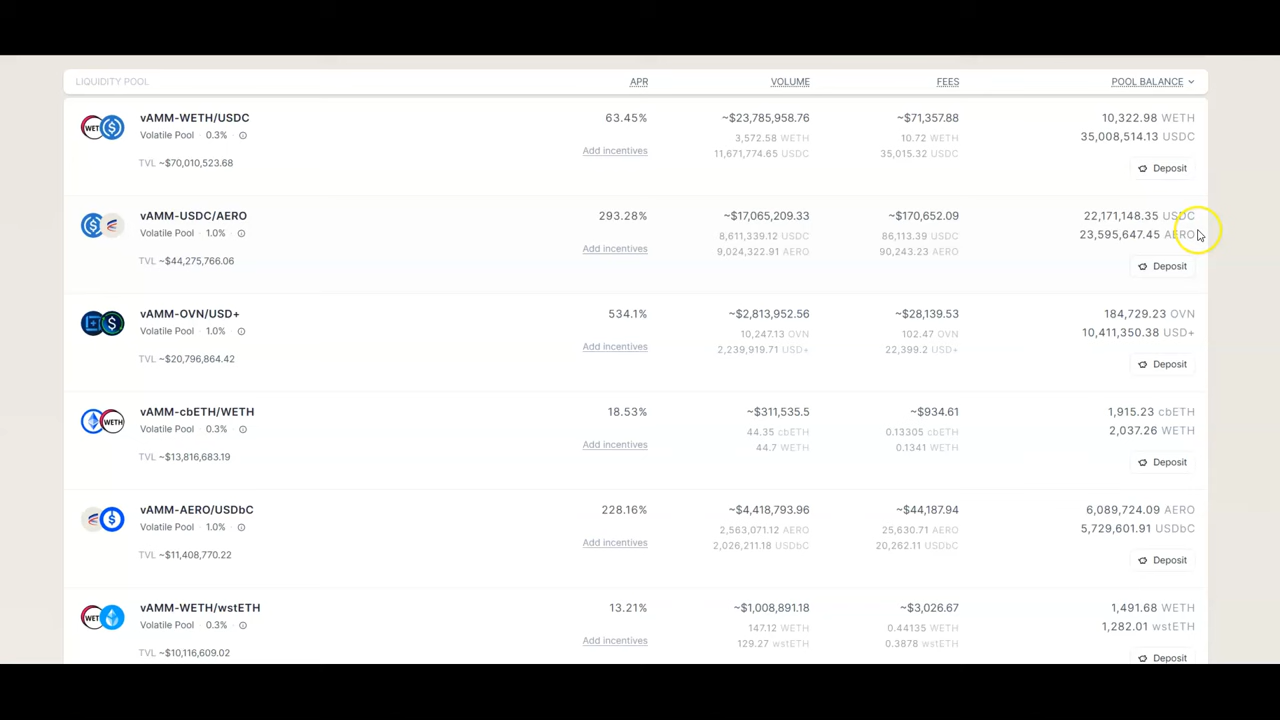 LIQUIDITY POOL APR VOLUME FEES POOL BALANCE
vAMM-WETH/USDC 63.45% ~$23,785,958.76 ~$71,357.88 10,322.98 WETH
Volatile Pool · 0.3% 3,572.58 WETH 10.72 WETH 35,008,514.13 USDC
Add incentives 11,671,774.65 USDC 35,015.32 USDC
TVL ~$70,010,523.68 Deposit
vAMM-USDC/AERO 293.28% ~$17,065,209.33 ~$170,652.09 22,171,148.35 USDC
Volatile Pool · 1.0% 8,611,339.12 USDC 86,113.39 USDC 23,595,647.45 AERO
Add incentives 9,024,322.91 AERO 90,243.23 AERO
TVL ~$44,275,766.06 Deposit
vAMM-OVN/USD+ 534.1% ~$2,813,952.56 ~$28,139.53 184,729.23 OVN
Volatile Pool · 1.0% 10,247.13 OVN 102.47 OVN 10,411,350.38 USD+
Add incentives 2,239,919.71 USD+ 22,399.2 USD+
TVL ~$20,796,864.42 Deposit
WETH
vAMM-cbETH/WETH 18.53% ~$311,535.5 ~$934.61 1,915.23 cbETH
Volatile Pool · 0.3% 44.35 cbETH 0.13305 cbETH 2,037.26 WETH
Add incentives 44.7 WETH 0.1341 WETH
TVL ~$13,816,683.19 Deposit
vAMM-AERO/USDbC 228.16% ~$4,418,793.96 ~$44,187.94 6,089,724.09 AERO
Volatile Pool · 1.0% 2,563,071.12 AERO 25,630.71 AERO 5,729,601.91 USDbC
Add incentives 2,026,211.18 USDbC 20,262.11 USDbC
TVL ~$11,408,770.22 Deposit
vAMM-WETH/wstETH 13.21% ~$1,008,891.18 ~$3,026.67 1,491.68 WETH
Volatile Pool · 0.3% 147.12 WETH 0.44135 WETH 1,282.01 wstETH
Add incentives 129.27 wstETH 0.3878 wstETH
TVL ~$10,116,609.02 Deposit